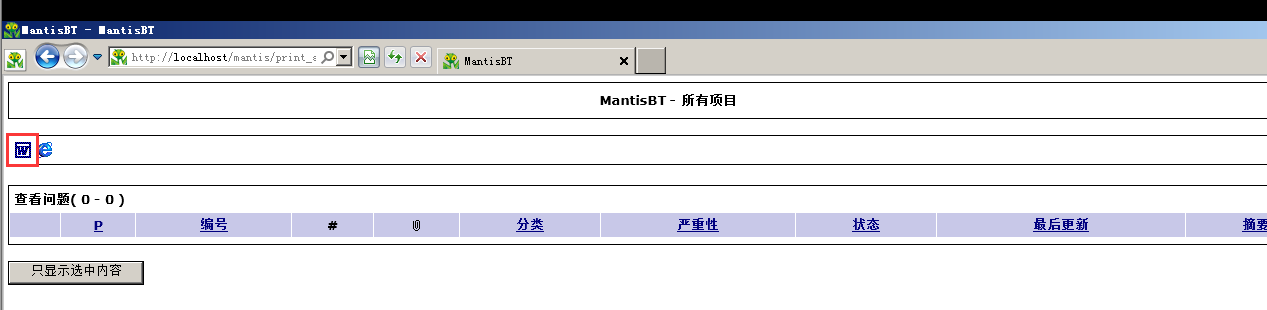 MantisBT - MantisBT
http://localhost/mantis/print_a
MantisBT
MantisBT - 所有项目
查看问题( 0 - 0 )
P 编号 # 分类 严重性 状态 最后更新 摘要
只显示选中内容